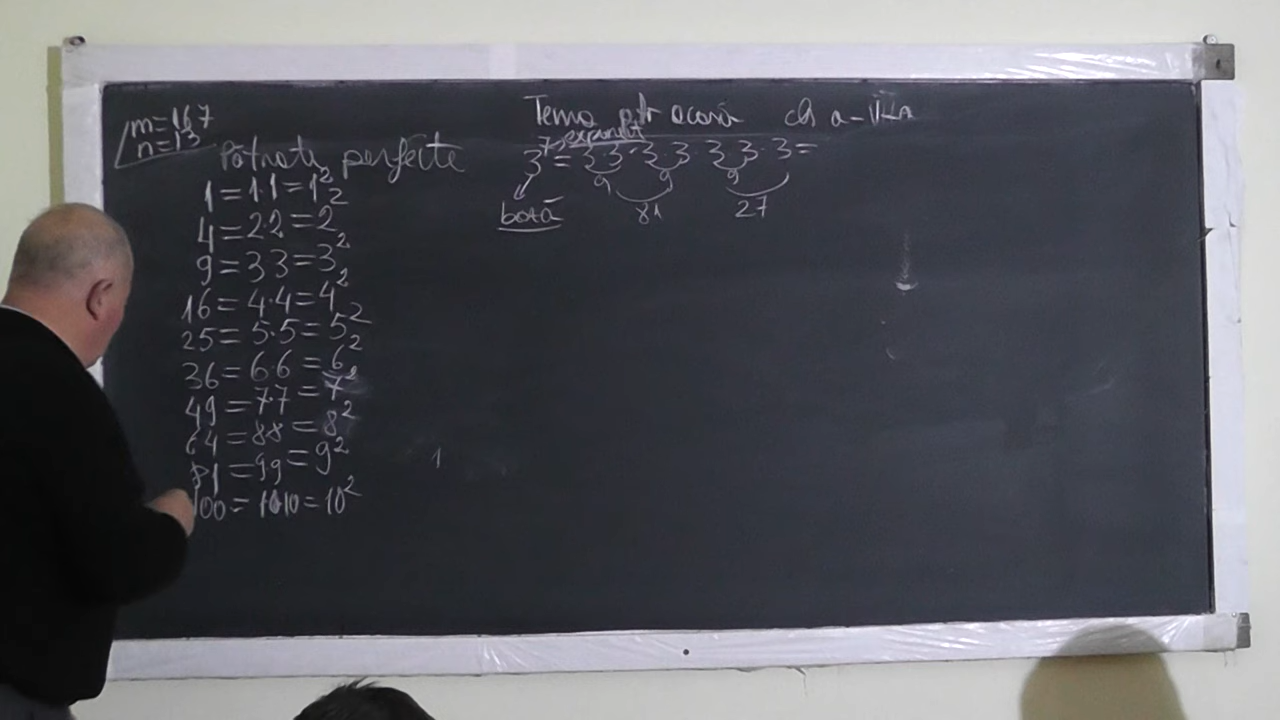 m=167
n=13
Pătrate perfecte
1=1·1=1²
4=2·2=2²
9=3·3=3²
16=4·4=4²
25=5·5=5²
36=6·6=6²
49=7·7=7²
64=8·8=8²
81=9·9=9²
100=10·10=10²
Tema ptr acasă cls a-VII-a
exponent
3⁷=3·3·3·3·3·3·3=
9 9 9
bază 81 27